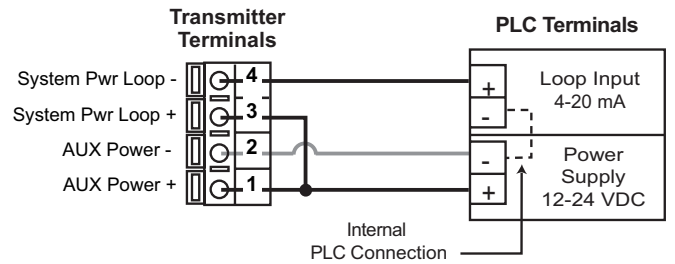 Transmitter
Terminals
PLC Terminals
System Pwr Loop -
4
+
Loop Input
4-20 mA
System Pwr Loop +
3
-
AUX Power -
2
-
Power
Supply
12-24 VDC
AUX Power +
1
+
Internal
PLC Connection